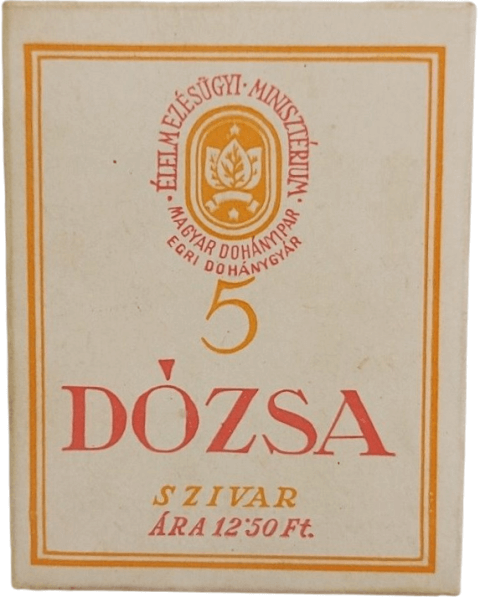 · ÉLELMEZÉSÜGYI · MINISZTÉRIUM ·
MAGYAR DOHÁNYIPAR
EGRI DOHÁNYGYÁR
5
DÓZSA
SZIVAR
ÁRA 12·50 Ft.